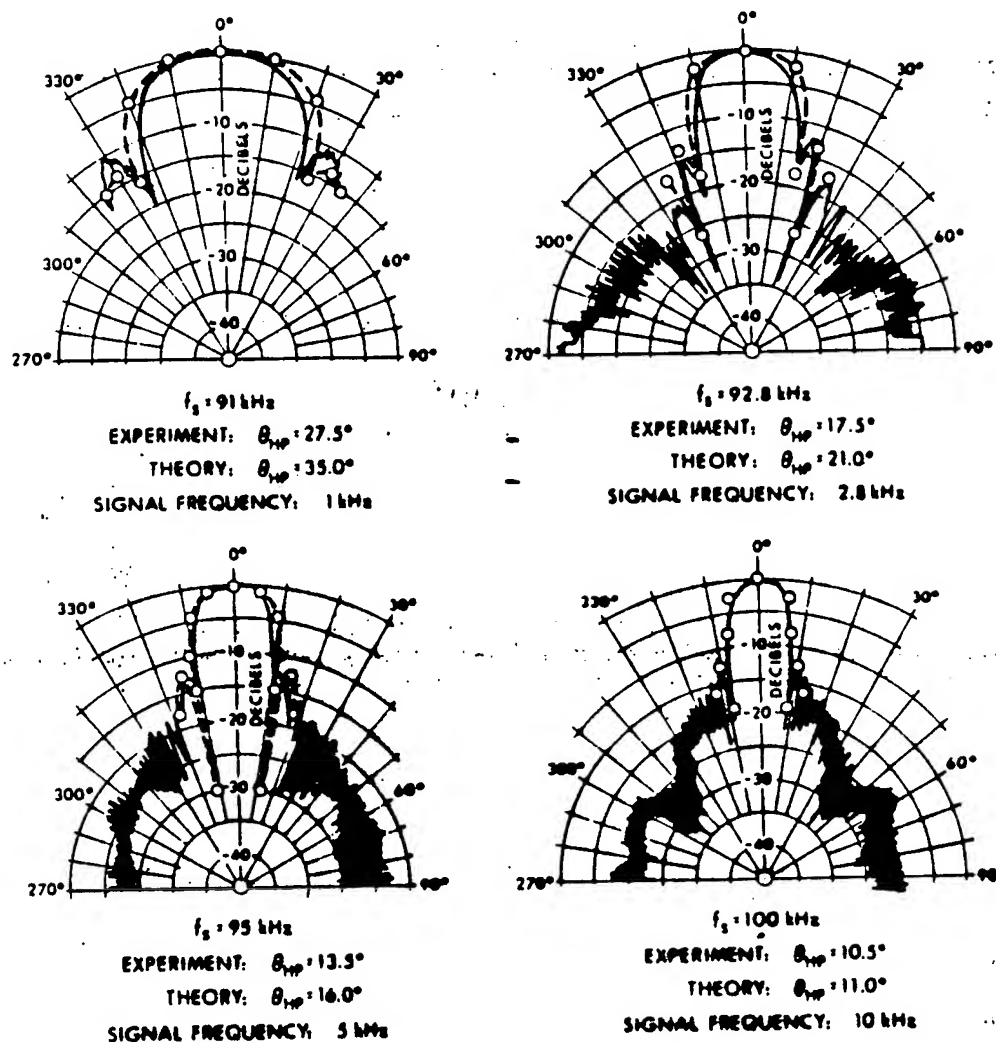 0°
330°
30°
-10
DECIBELS
-20
300°
60°
-30
-40
270°
90°
f_s = 91 kHz
EXPERIMENT: θ_HP = 27.5°
THEORY: θ_HP = 35.0°
SIGNAL FREQUENCY: 1 kHz
0°
330°
30°
-10
DECIBELS
-20
300°
60°
-30
-40
270°
90°
f_s = 92.8 kHz
EXPERIMENT: θ_HP = 17.5°
THEORY: θ_HP = 21.0°
SIGNAL FREQUENCY: 2.8 kHz
0°
330°
30°
-10
DECIBELS
-20
300°
60°
-30
-40
270°
90°
f_s = 95 kHz
EXPERIMENT: θ_HP = 13.5°
THEORY: θ_HP = 16.0°
SIGNAL FREQUENCY: 5 kHz
0°
230°
30°
-10
DECIBELS
-20
300°
60°
-30
-40
270°
90
f_s = 100 kHz
EXPERIMENT: θ_HP = 10.5°
THEORY: θ_HP = 11.0°
SIGNAL FREQUENCY: 10 kHz